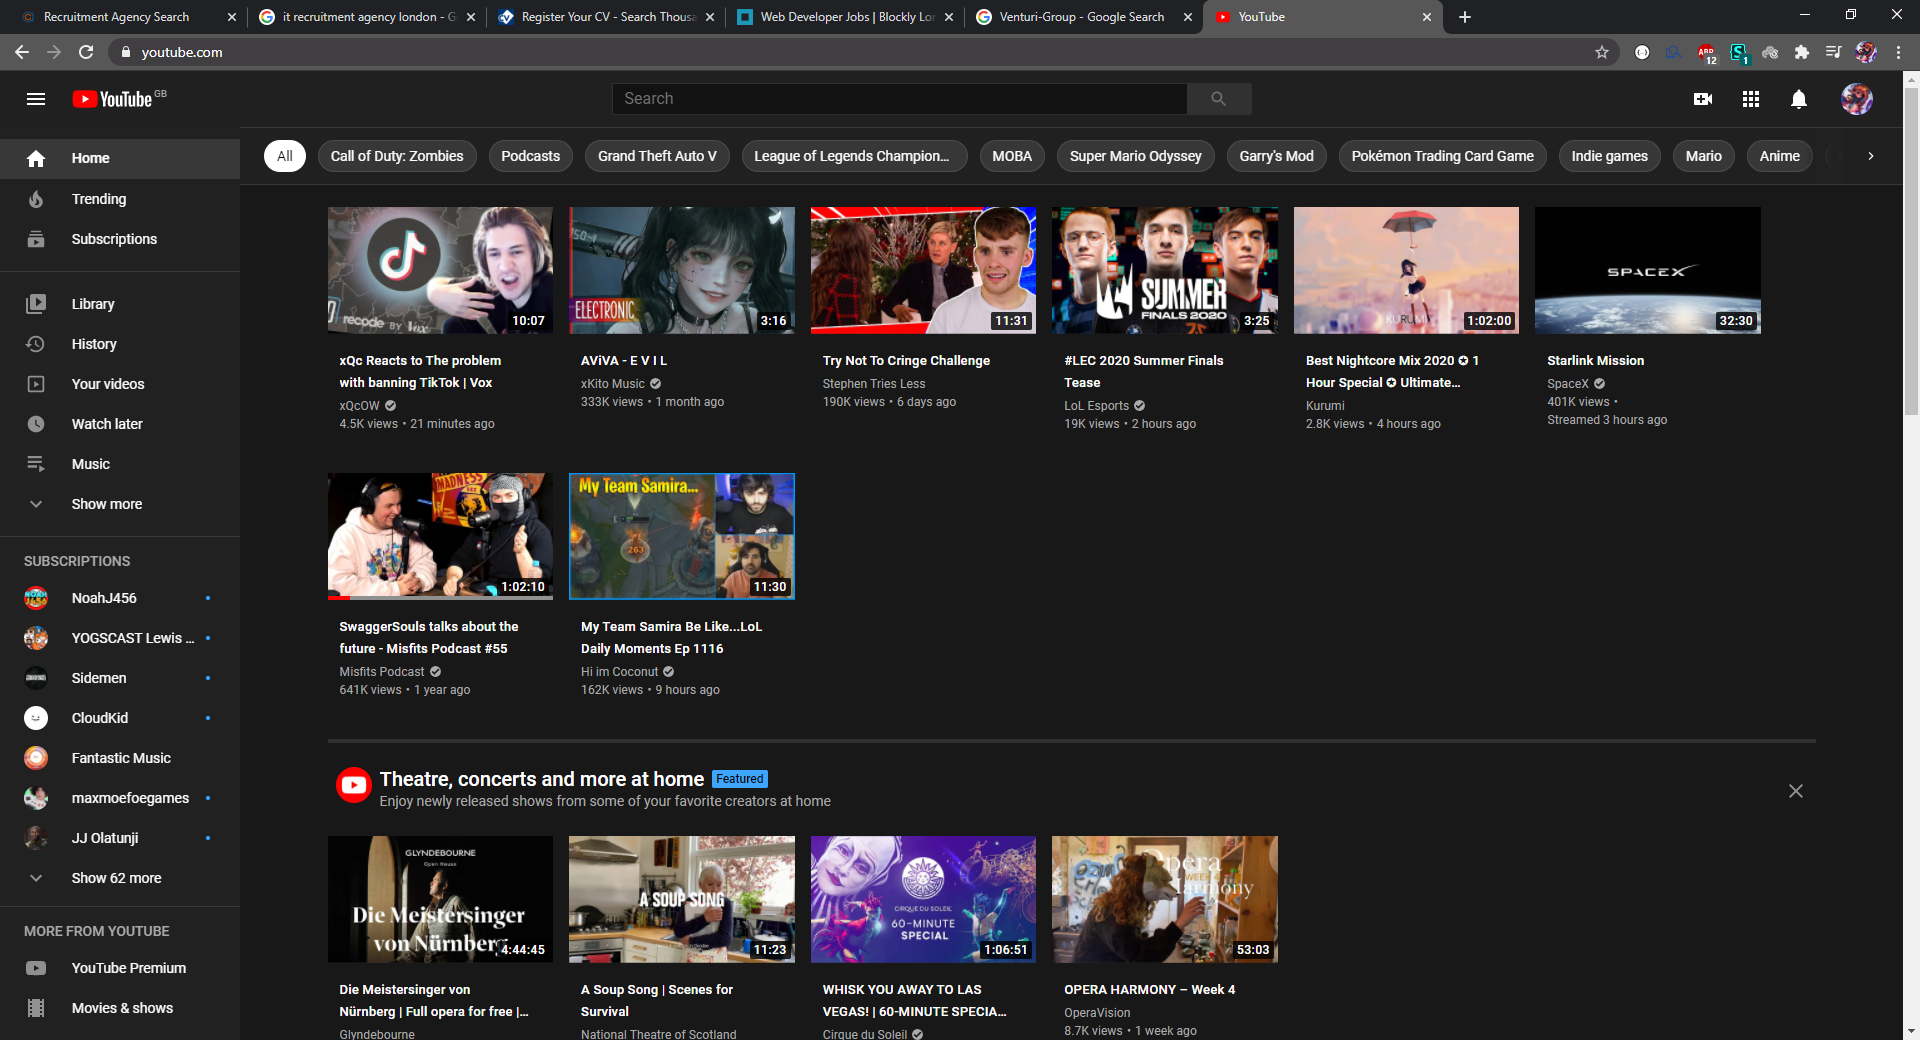 Recruitment Agency Search
it recruitment agency london - G
Register Your CV - Search Thousa
Web Developer Jobs | Blockly Lo
Venturi-Group - Google Search
YouTube
youtube.com
12
1
YouTube GB
Search
Home
Trending
Subscriptions
Library
History
Your videos
Watch later
Music
Show more
SUBSCRIPTIONS
NoahJ456
YOGSCAST Lewis ...
Sidemen
CloudKid
Fantastic Music
maxmoefoegames
JJ Olatunji
Show 62 more
MORE FROM YOUTUBE
YouTube Premium
Movies & shows
All
Call of Duty: Zombies
Podcasts
Grand Theft Auto V
League of Legends Champion...
MOBA
Super Mario Odyssey
Garry's Mod
Pokémon Trading Card Game
Indie games
Mario
Anime
recode BY Vox
10:07
xQc Reacts to The problem
with banning TikTok | Vox
xQcOW
4.5K views • 21 minutes ago
ELECTRONIC
3:16
AViVA - E V I L
xKito Music
333K views • 1 month ago
11:31
Try Not To Cringe Challenge
Stephen Tries Less
190K views • 6 days ago
SUMMER
FINALS 2020
3:25
#LEC 2020 Summer Finals
Tease
LoL Esports
19K views • 2 hours ago
KURUMI
1:02:00
Best Nightcore Mix 2020 ✪ 1
Hour Special ✪ Ultimate...
Kurumi
2.8K views • 4 hours ago
SPACEX
32:30
Starlink Mission
SpaceX
401K views •
Streamed 3 hours ago
MADNESS
1:02:10
SwaggerSouls talks about the
future - Misfits Podcast #55
Misfits Podcast
641K views • 1 year ago
My Team Samira...
263
11:30
My Team Samira Be Like...LoL
Daily Moments Ep 1116
Hi im Coconut
162K views • 9 hours ago
Theatre, concerts and more at home Featured
Enjoy newly released shows from some of your favorite creators at home
GLYNDEBOURNE
Open House
Die Meistersinger
von Nürnberg
4:44:45
Die Meistersinger von
Nürnberg | Full opera for free |...
Glyndebourne
A SOUP SONG
11:23
A Soup Song | Scenes for
Survival
National Theatre of Scotland
CIRQUE DU SOLEIL
60-MINUTE
SPECIAL
1:06:51
WHISK YOU AWAY TO LAS
VEGAS! | 60-MINUTE SPECIA...
Cirque du Soleil
Opera
WEEK 4
Harmony
53:03
OPERA HARMONY – Week 4
OperaVision
8.7K views • 1 week ago